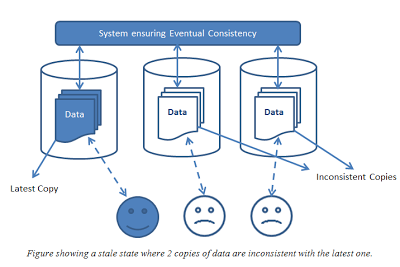 System ensuring Eventual Consistency
Data
Data
Data
Latest Copy
Inconsistent Copies
Figure showing a stale state where 2 copies of data are inconsistent with the latest one.